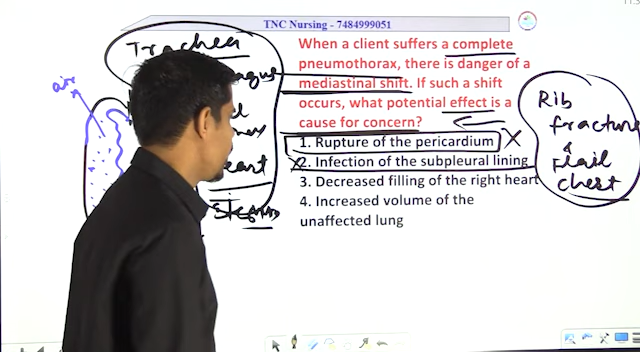 TNC Nursing - 7484999051
Trachea
air
When a client suffers a complete
pneumothorax, there is danger of a
mediastinal shift. If such a shift
occurs, what potential effect is a
cause for concern?
1. Rupture of the pericardium
2. Infection of the subpleural lining
3. Decreased filling of the right heart
4. Increased volume of the
unaffected lung
Rib
fracture
&
Flail
chest